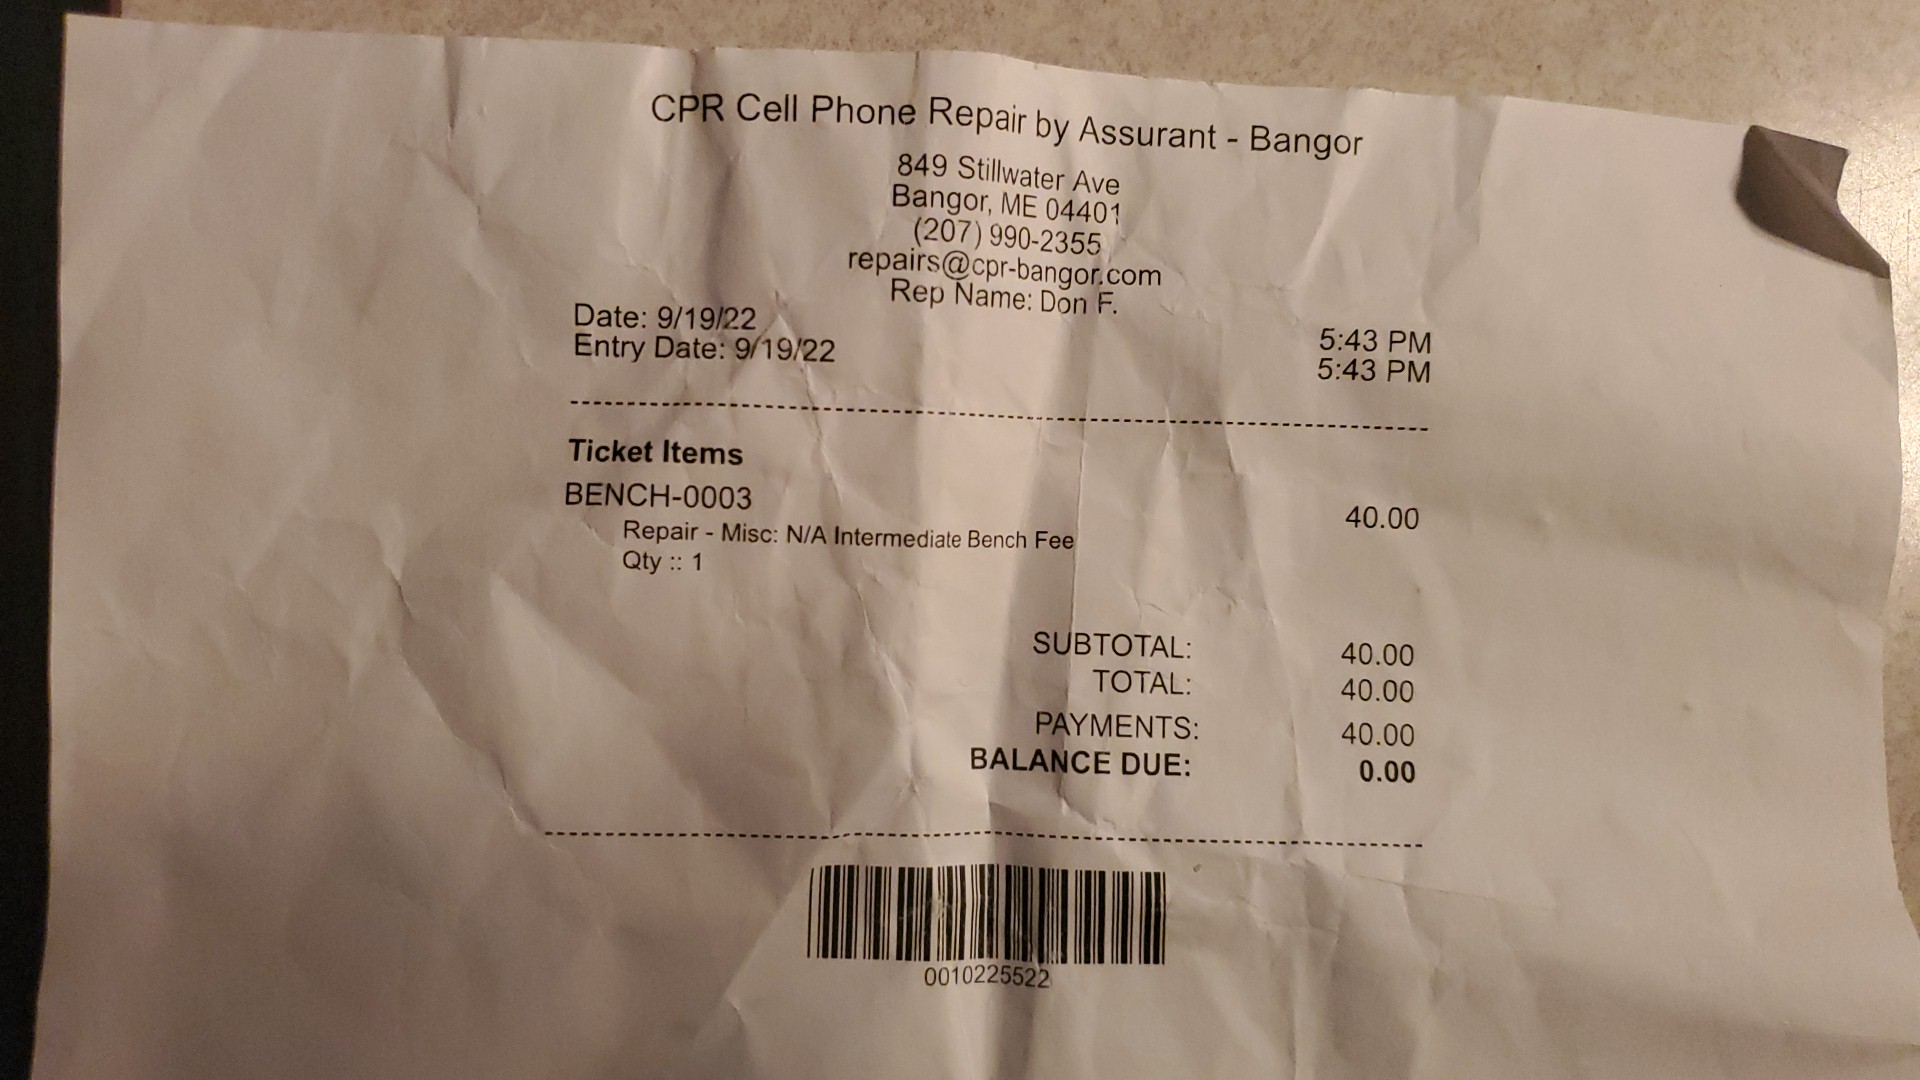 CPR Cell Phone Repair by Assurant - Bangor
849 Stillwater Ave
Bangor, ME 04401
(207) 990-2355
repairs@cpr-bangor.com
Rep Name: Don F.
Date: 9/19/22 5:43 PM
Entry Date: 9/19/22 5:43 PM
Ticket Items
BENCH-0003 40.00
Repair - Misc: N/A Intermediate Bench Fee
Qty :: 1
SUBTOTAL: 40.00
TOTAL: 40.00
PAYMENTS: 40.00
BALANCE DUE: 0.00
0010225522